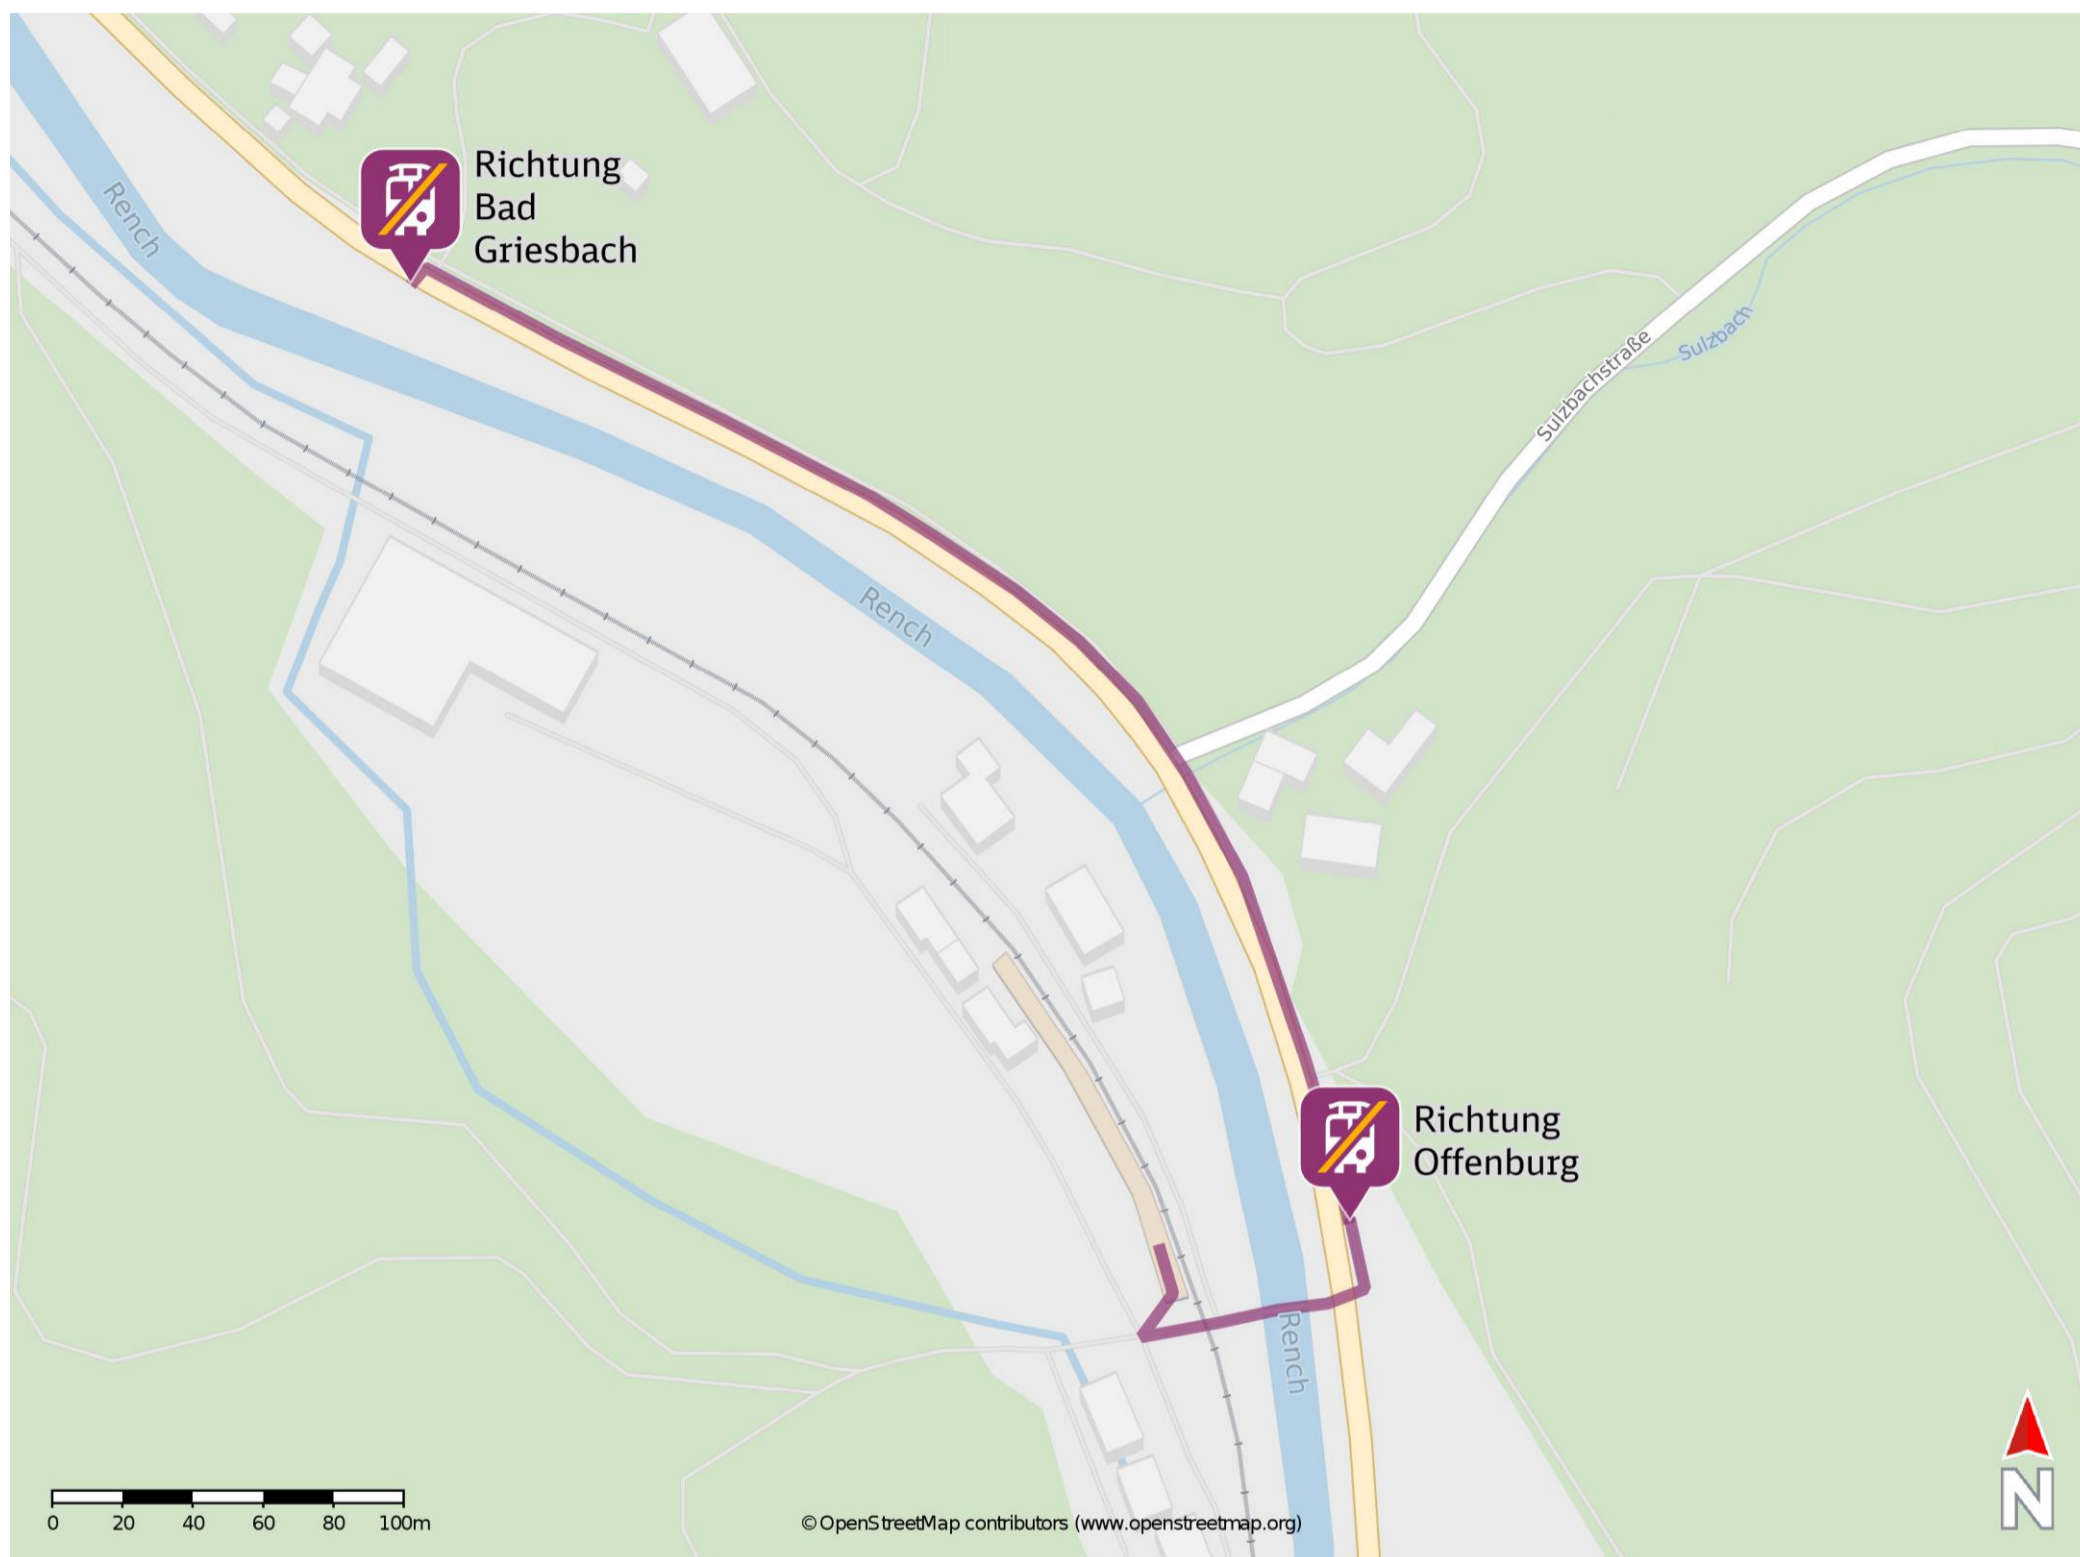 Richtung
Bad
Griesbach
Rench
Sulzbach
Sulzbachstraße
Rench
Richtung
Offenburg
Rench
0 20 40 60 80 100m
©OpenStreetMap contributors (www.openstreetmap.org)
N